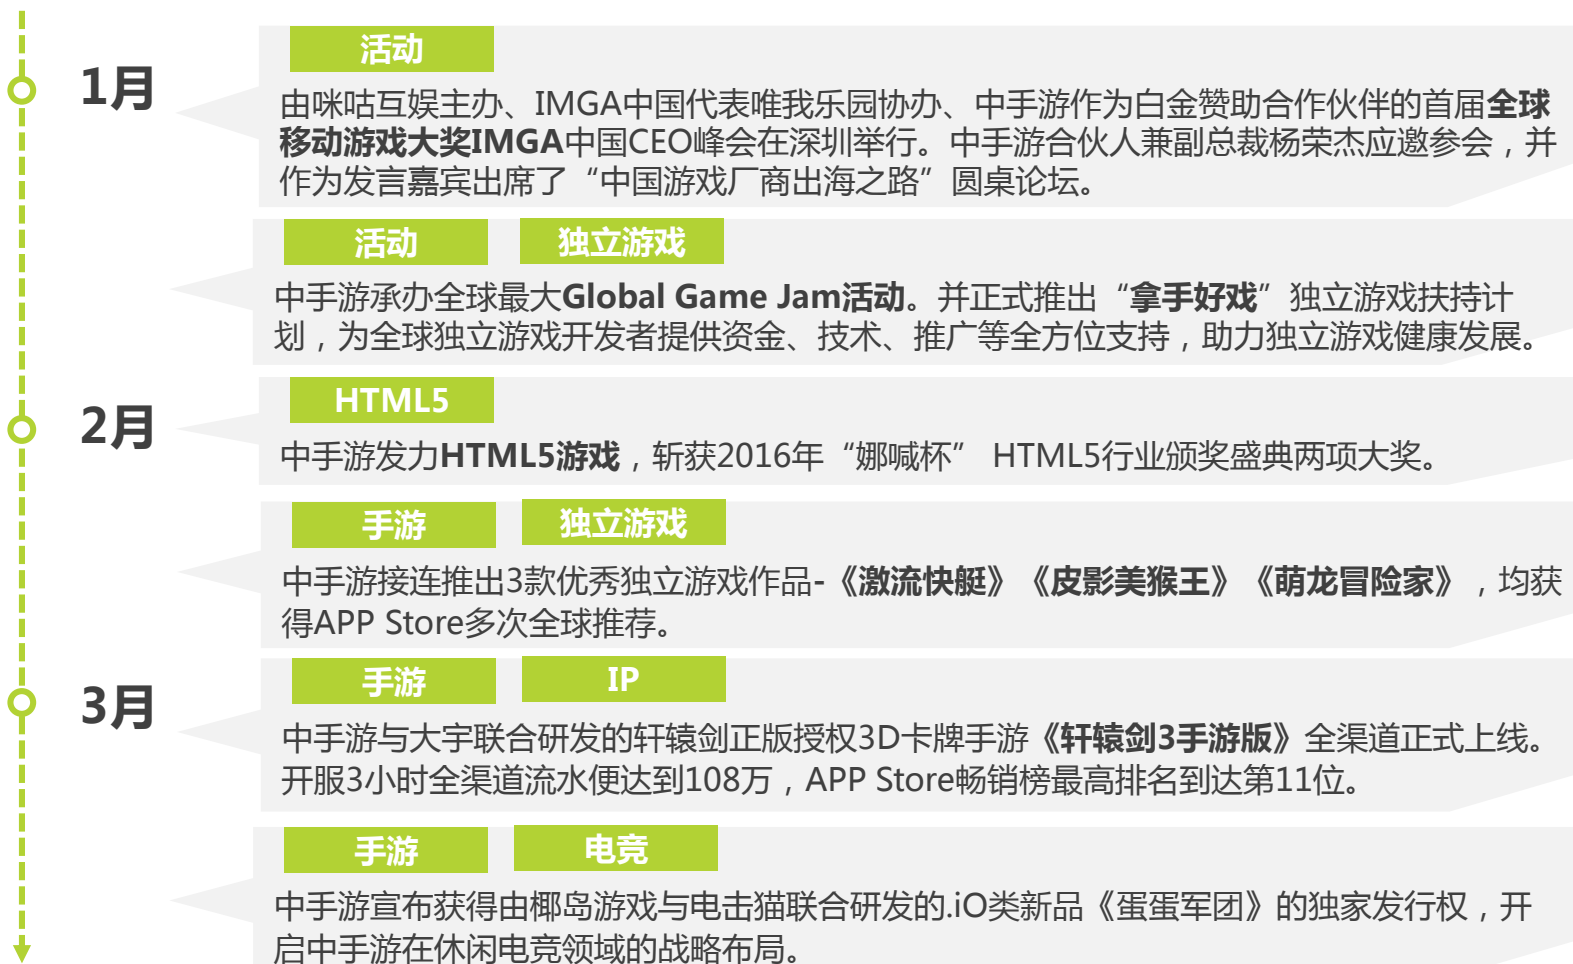 1月
活动
由咪咕互娱主办、IMGA中国代表唯我乐园协办、中手游作为白金赞助合作伙伴的首届全球
移动游戏大奖IMGA中国CEO峰会在深圳举行。中手游合伙人兼副总裁杨荣杰应邀参会，并
作为发言嘉宾出席了“中国游戏厂商出海之路”圆桌论坛。
活动 独立游戏
中手游承办全球最大Global Game Jam活动。并正式推出“拿手好戏”独立游戏扶持计
划，为全球独立游戏开发者提供资金、技术、推广等全方位支持，助力独立游戏健康发展。
2月
HTML5
中手游发力HTML5游戏，斩获2016年“娜喊杯” HTML5行业颁奖盛典两项大奖。
手游 独立游戏
中手游接连推出3款优秀独立游戏作品-《激流快艇》《皮影美猴王》《萌龙冒险家》，均获
得APP Store多次全球推荐。
3月
手游 IP
中手游与大宇联合研发的轩辕剑正版授权3D卡牌手游《轩辕剑3手游版》全渠道正式上线。
开服3小时全渠道流水便达到108万，APP Store畅销榜最高排名到达第11位。
手游 电竞
中手游宣布获得由椰岛游戏与电击猫联合研发的.iO类新品《蛋蛋军团》的独家发行权，开
启中手游在休闲电竞领域的战略布局。